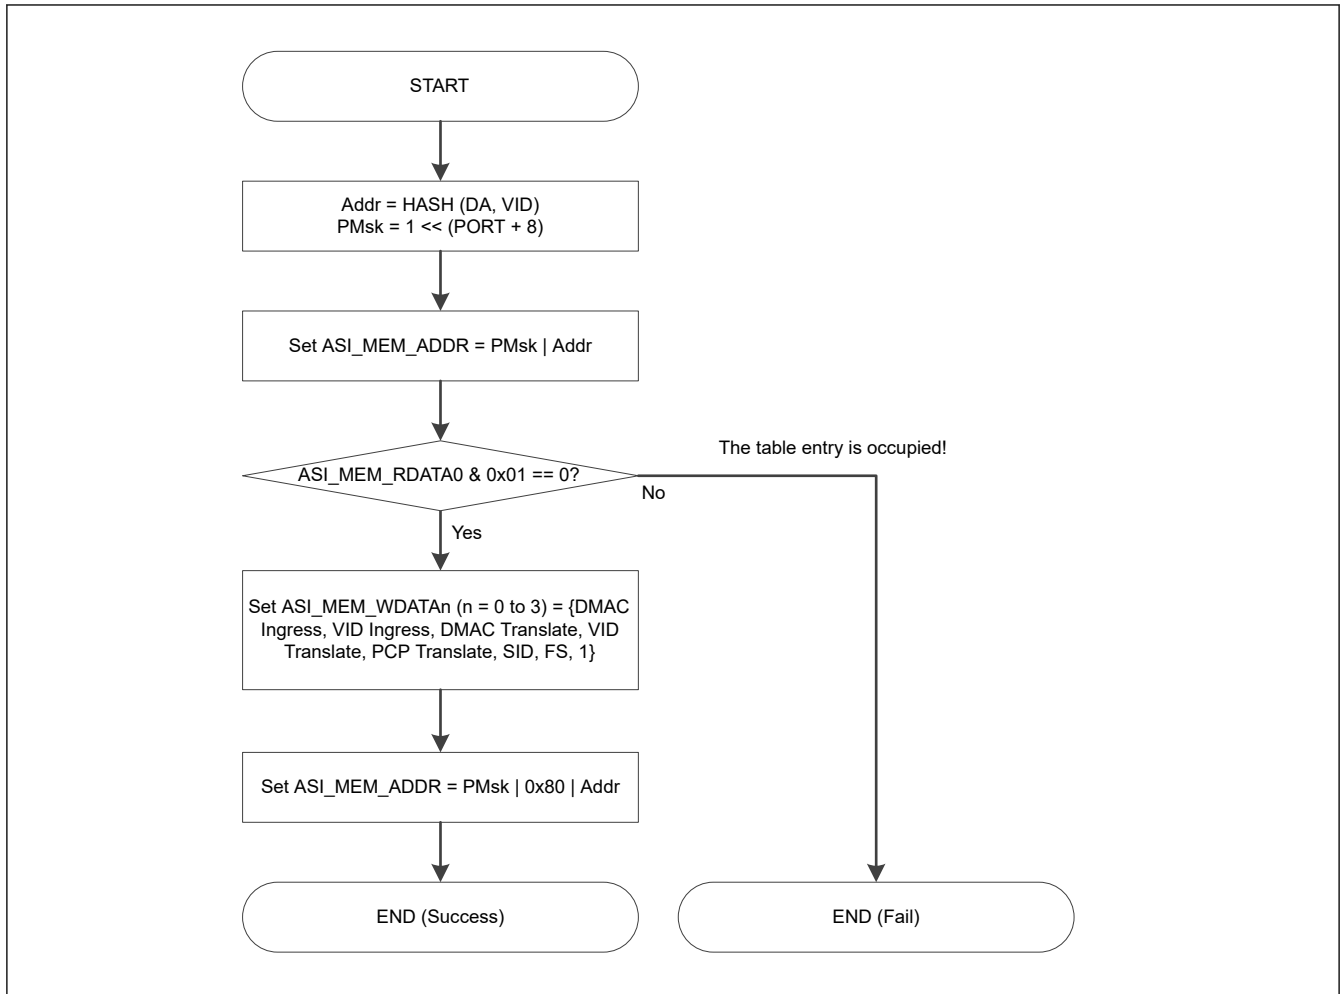 START
Addr = HASH (DA, VID)
PMsk = 1 << (PORT + 8)
Set ASI_MEM_ADDR = PMsk | Addr
The table entry is occupied!
ASI_MEM_RDATA0 & 0x01 == 0?
No
Yes
Set ASI_MEM_WDATAn (n = 0 to 3) = {DMAC
Ingress, VID Ingress, DMAC Translate, VID
Translate, PCP Translate, SID, FS, 1}
Set ASI_MEM_ADDR = PMsk | 0x80 | Addr
END (Success)
END (Fail)